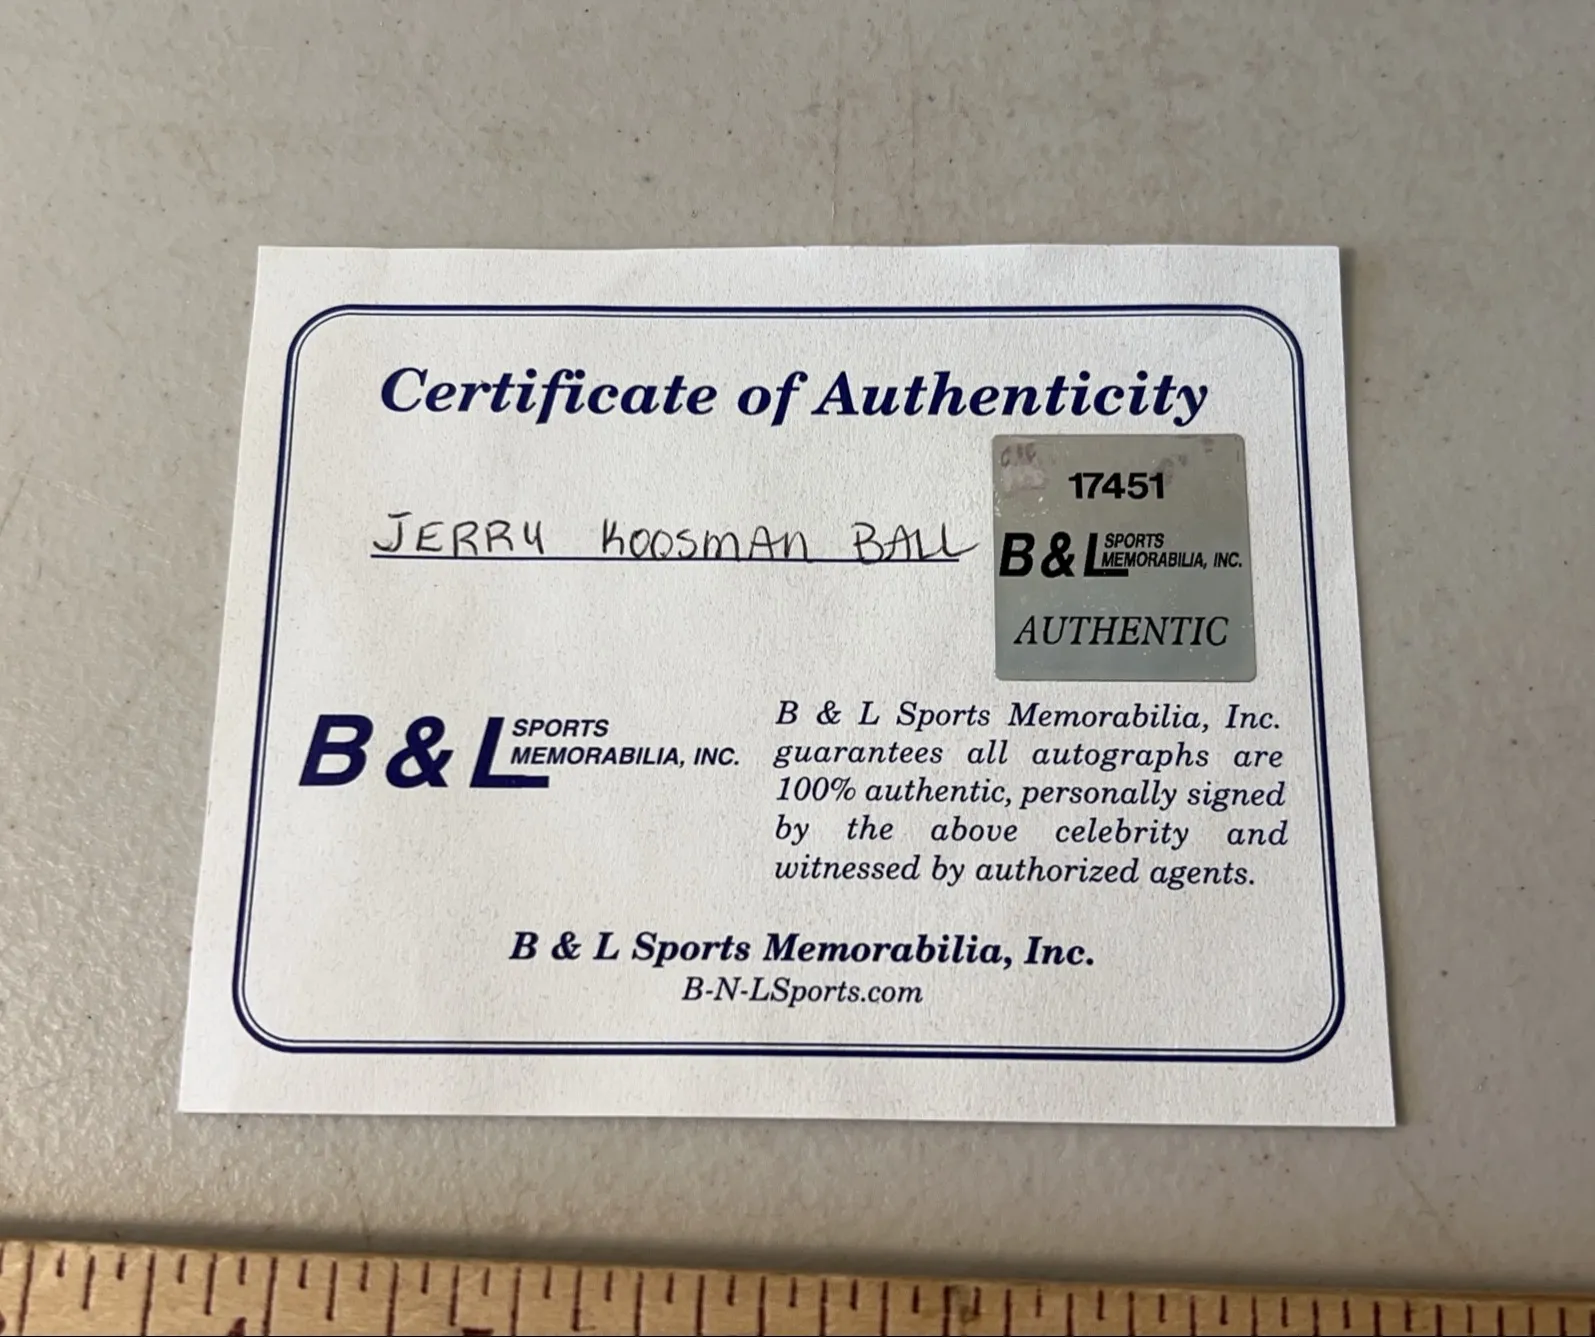 Certificate of Authenticity
JERRY KOOSMAN BALL
17451
B & L SPORTS
MEMORABILIA, INC.
AUTHENTIC
B & L SPORTS
MEMORABILIA, INC.
B & L Sports Memorabilia, Inc.
guarantees all autographs are
100% authentic, personally signed
by the above celebrity and
witnessed by authorized agents.
B & L Sports Memorabilia, Inc.
B-N-LSports.com